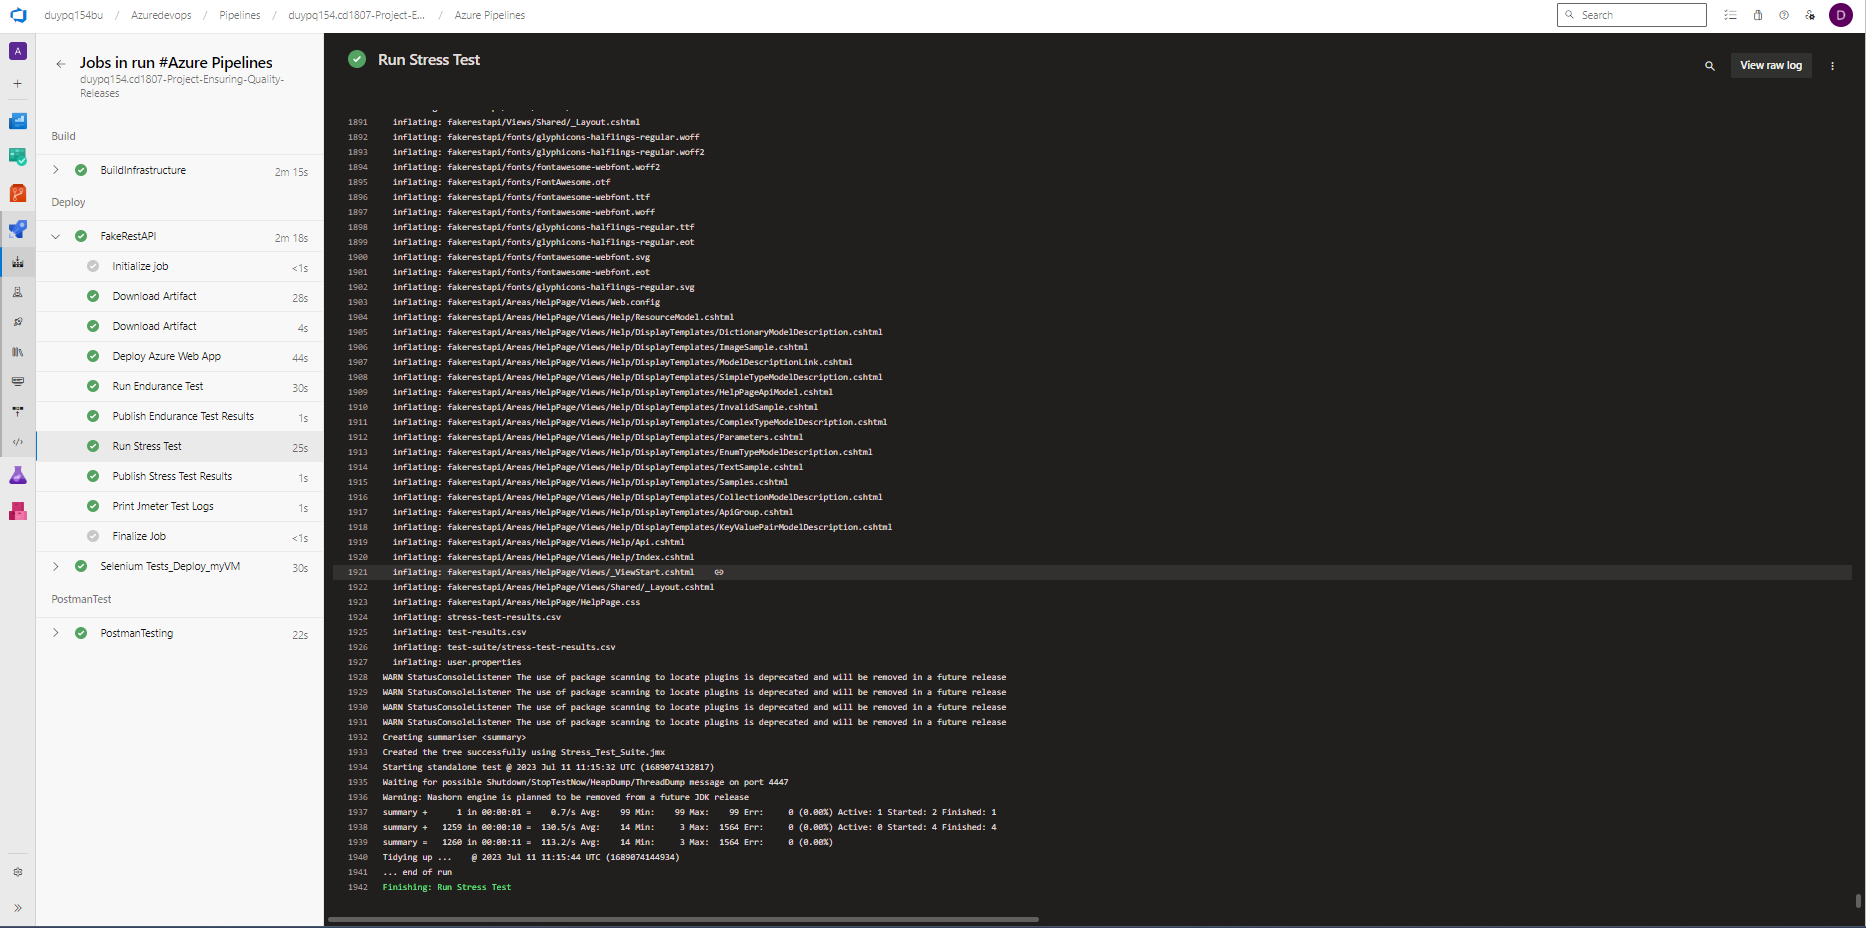 duypq154bu / Azuredevops / Pipelines / duypq154.cd1807-Project-E... / Azure Pipelines
Search
D
A
Jobs in run #Azure Pipelines
duypq154.cd1807-Project-Ensuring-Quality-
Releases
Build
BuildInfrastructure 2m 15s
Deploy
FakeRestAPI 2m 18s
Initialize job <1s
Download Artifact 28s
Download Artifact 4s
Deploy Azure Web App 44s
Run Endurance Test 30s
Publish Endurance Test Results 1s
Run Stress Test 25s
Publish Stress Test Results 1s
Print Jmeter Test Logs 1s
Finalize Job <1s
Selenium Tests_Deploy_myVM 30s
PostmanTest
PostmanTesting 22s
Run Stress Test
View raw log
1891 inflating: fakerestapi/Views/Shared/_Layout.cshtml
1892 inflating: fakerestapi/fonts/glyphicons-halflings-regular.woff
1893 inflating: fakerestapi/fonts/glyphicons-halflings-regular.woff2
1894 inflating: fakerestapi/fonts/fontawesome-webfont.woff2
1895 inflating: fakerestapi/fonts/FontAwesome.otf
1896 inflating: fakerestapi/fonts/fontawesome-webfont.ttf
1897 inflating: fakerestapi/fonts/fontawesome-webfont.woff
1898 inflating: fakerestapi/fonts/glyphicons-halflings-regular.ttf
1899 inflating: fakerestapi/fonts/glyphicons-halflings-regular.eot
1900 inflating: fakerestapi/fonts/fontawesome-webfont.svg
1901 inflating: fakerestapi/fonts/fontawesome-webfont.eot
1902 inflating: fakerestapi/fonts/glyphicons-halflings-regular.svg
1903 inflating: fakerestapi/Areas/HelpPage/Views/Web.config
1904 inflating: fakerestapi/Areas/HelpPage/Views/Help/ResourceModel.cshtml
1905 inflating: fakerestapi/Areas/HelpPage/Views/Help/DisplayTemplates/DictionaryModelDescription.cshtml
1906 inflating: fakerestapi/Areas/HelpPage/Views/Help/DisplayTemplates/ImageSample.cshtml
1907 inflating: fakerestapi/Areas/HelpPage/Views/Help/DisplayTemplates/ModelDescriptionLink.cshtml
1908 inflating: fakerestapi/Areas/HelpPage/Views/Help/DisplayTemplates/SimpleTypeModelDescription.cshtml
1909 inflating: fakerestapi/Areas/HelpPage/Views/Help/DisplayTemplates/HelpPageApiModel.cshtml
1910 inflating: fakerestapi/Areas/HelpPage/Views/Help/DisplayTemplates/InvalidSample.cshtml
1911 inflating: fakerestapi/Areas/HelpPage/Views/Help/DisplayTemplates/ComplexTypeModelDescription.cshtml
1912 inflating: fakerestapi/Areas/HelpPage/Views/Help/DisplayTemplates/Parameters.cshtml
1913 inflating: fakerestapi/Areas/HelpPage/Views/Help/DisplayTemplates/EnumTypeModelDescription.cshtml
1914 inflating: fakerestapi/Areas/HelpPage/Views/Help/DisplayTemplates/TextSample.cshtml
1915 inflating: fakerestapi/Areas/HelpPage/Views/Help/DisplayTemplates/Samples.cshtml
1916 inflating: fakerestapi/Areas/HelpPage/Views/Help/DisplayTemplates/CollectionModelDescription.cshtml
1917 inflating: fakerestapi/Areas/HelpPage/Views/Help/DisplayTemplates/ApiGroup.cshtml
1918 inflating: fakerestapi/Areas/HelpPage/Views/Help/DisplayTemplates/KeyValuePairModelDescription.cshtml
1919 inflating: fakerestapi/Areas/HelpPage/Views/Help/Api.cshtml
1920 inflating: fakerestapi/Areas/HelpPage/Views/Help/Index.cshtml
1921 inflating: fakerestapi/Areas/HelpPage/Views/_ViewStart.cshtml
1922 inflating: fakerestapi/Areas/HelpPage/Views/Shared/_Layout.cshtml
1923 inflating: fakerestapi/Areas/HelpPage/HelpPage.css
1924 inflating: stress-test-results.csv
1925 inflating: test-results.csv
1926 inflating: test-suite/stress-test-results.csv
1927 inflating: user.properties
1928 WARN StatusConsoleListener The use of package scanning to locate plugins is deprecated and will be removed in a future release
1929 WARN StatusConsoleListener The use of package scanning to locate plugins is deprecated and will be removed in a future release
1930 WARN StatusConsoleListener The use of package scanning to locate plugins is deprecated and will be removed in a future release
1931 WARN StatusConsoleListener The use of package scanning to locate plugins is deprecated and will be removed in a future release
1932 Creating summariser <summary>
1933 Created the tree successfully using Stress_Test_Suite.jmx
1934 Starting standalone test @ 2023 Jul 11 11:15:32 UTC (1689074132817)
1935 Waiting for possible Shutdown/StopTestNow/HeapDump/ThreadDump message on port 4447
1936 Warning: Nashorn engine is planned to be removed from a future JDK release
1937 summary + 1 in 00:00:01 = 0.7/s Avg: 99 Min: 99 Max: 99 Err: 0 (0.00%) Active: 1 Started: 2 Finished: 1
1938 summary + 1259 in 00:00:10 = 130.5/s Avg: 14 Min: 3 Max: 1564 Err: 0 (0.00%) Active: 0 Started: 4 Finished: 4
1939 summary = 1260 in 00:00:11 = 113.2/s Avg: 14 Min: 3 Max: 1564 Err: 0 (0.00%)
1940 Tidying up ... @ 2023 Jul 11 11:15:44 UTC (1689074144934)
1941 ... end of run
1942 Finishing: Run Stress Test